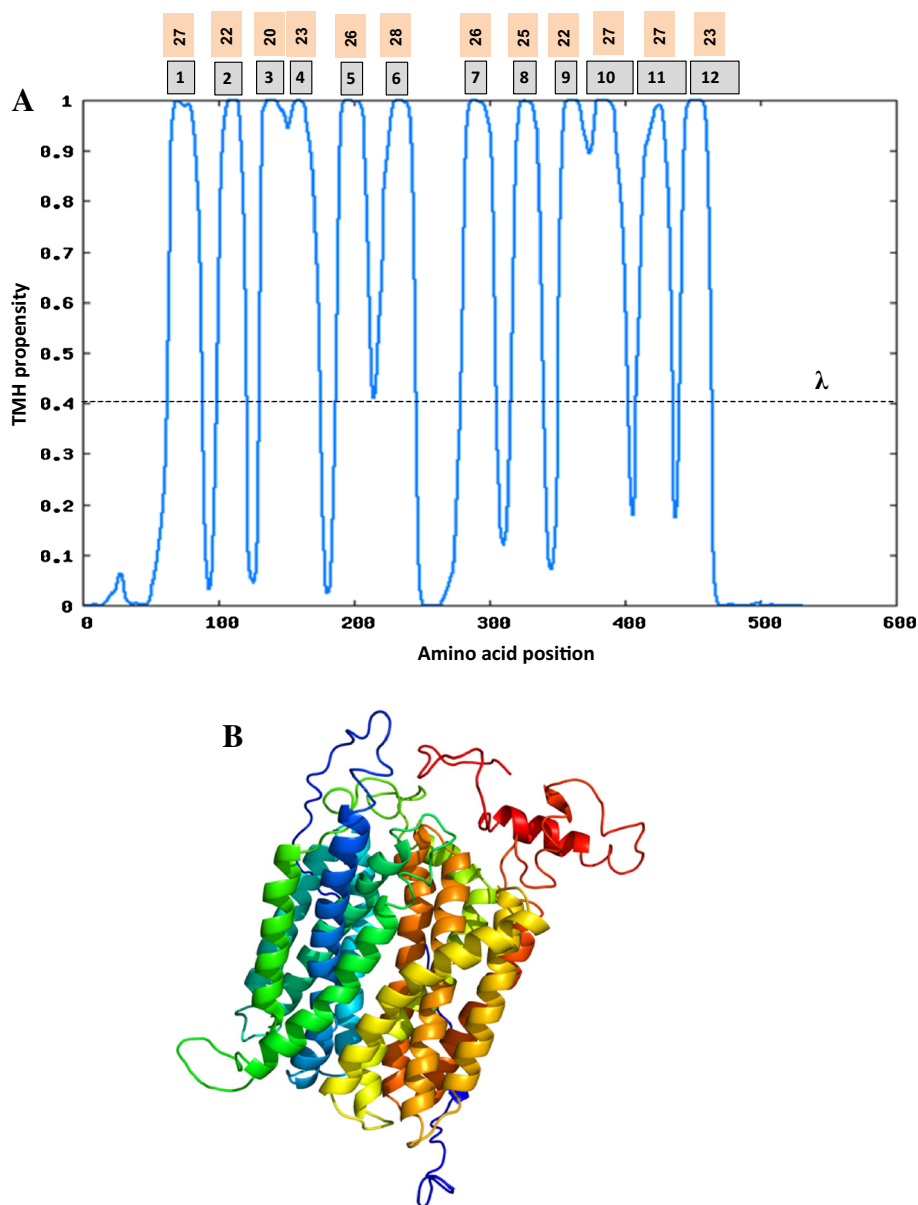 27 22 20 23 26 28 26 25 22 27 27 23
1 2 3 4 5 6 7 8 9 10 11 12
A
1
0.9
0.8
0.7
0.6
0.5
0.4
0.3
0.2
0.1
0
TMH propensity
λ
0 100 200 300 400 500 600
Amino acid position
B